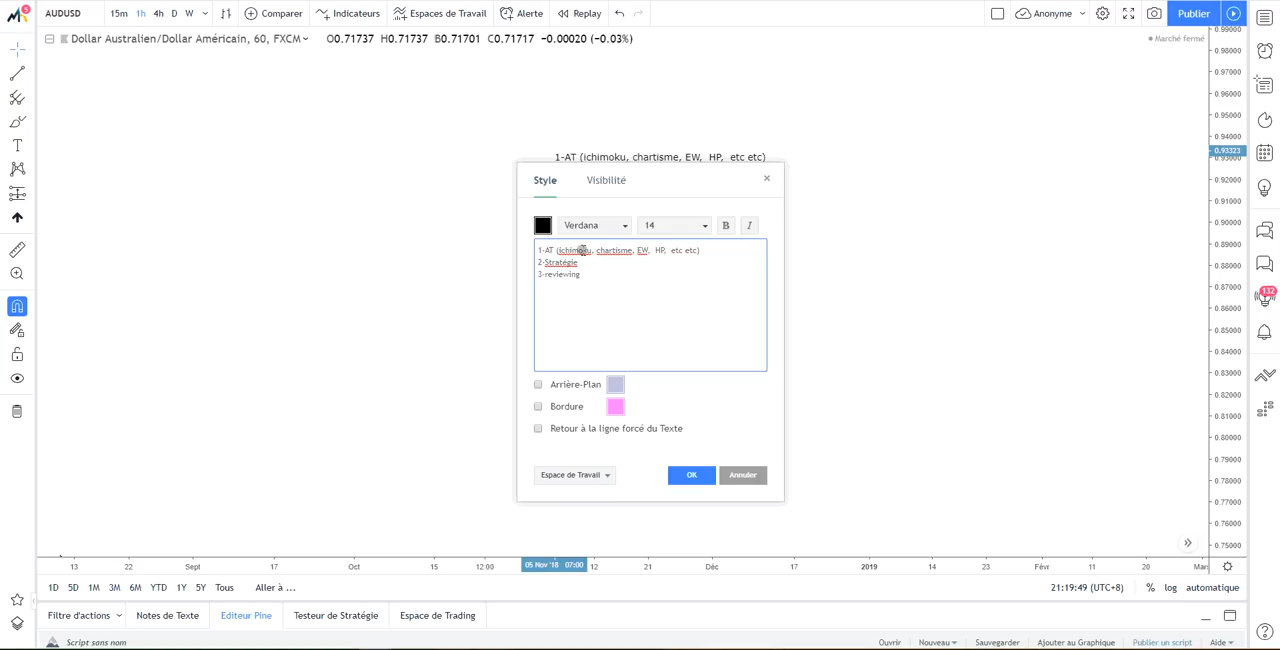 5
AUDUSD 15m 1h 4h D W Comparer Indicateurs Espaces de Travail Alerte Replay Anonyme Publier
Dollar Australien/Dollar Américain, 60, FXCM O0.71737 H0.71737 B0.71701 C0.71717 −0.00020 (−0.03%)
Marché fermé
0.99000
0.98000
0.97000
0.96000
0.95000
0.94000
0.93323
0.93000
0.92000
0.91000
0.90000
0.89000
0.88000
0.87000
0.86000
0.85000
0.84000
0.83000
0.82000
0.81000
0.80000
0.79000
0.78000
0.77000
0.76000
0.75000
132
1-AT (ichimoku, chartisme, EW, HP, etc etc)
Style Visibilité
Verdana 14 B I
1-AT (ichimoku, chartisme, EW, HP, etc etc)
2-Stratégie
3-reviewing
Arrière-Plan
Bordure
Retour à la ligne forcé du Texte
Espace de Travail OK Annuler
13 22 Sept 17 Oct 15 12:00 05 Nov '18 07:00 12 21 Déc 17 2019 14 23 Févr 11 20 Mar
1D 5D 1M 3M 6M YTD 1Y 5Y Tous Aller à ... 21:19:49 (UTC+8) % log automatique
Filtre d'actions Notes de Texte Editeur Pine Testeur de Stratégie Espace de Trading
Script sans nom Ouvrir Nouveau Sauvegarder Ajouter au Graphique Publier un script Aide